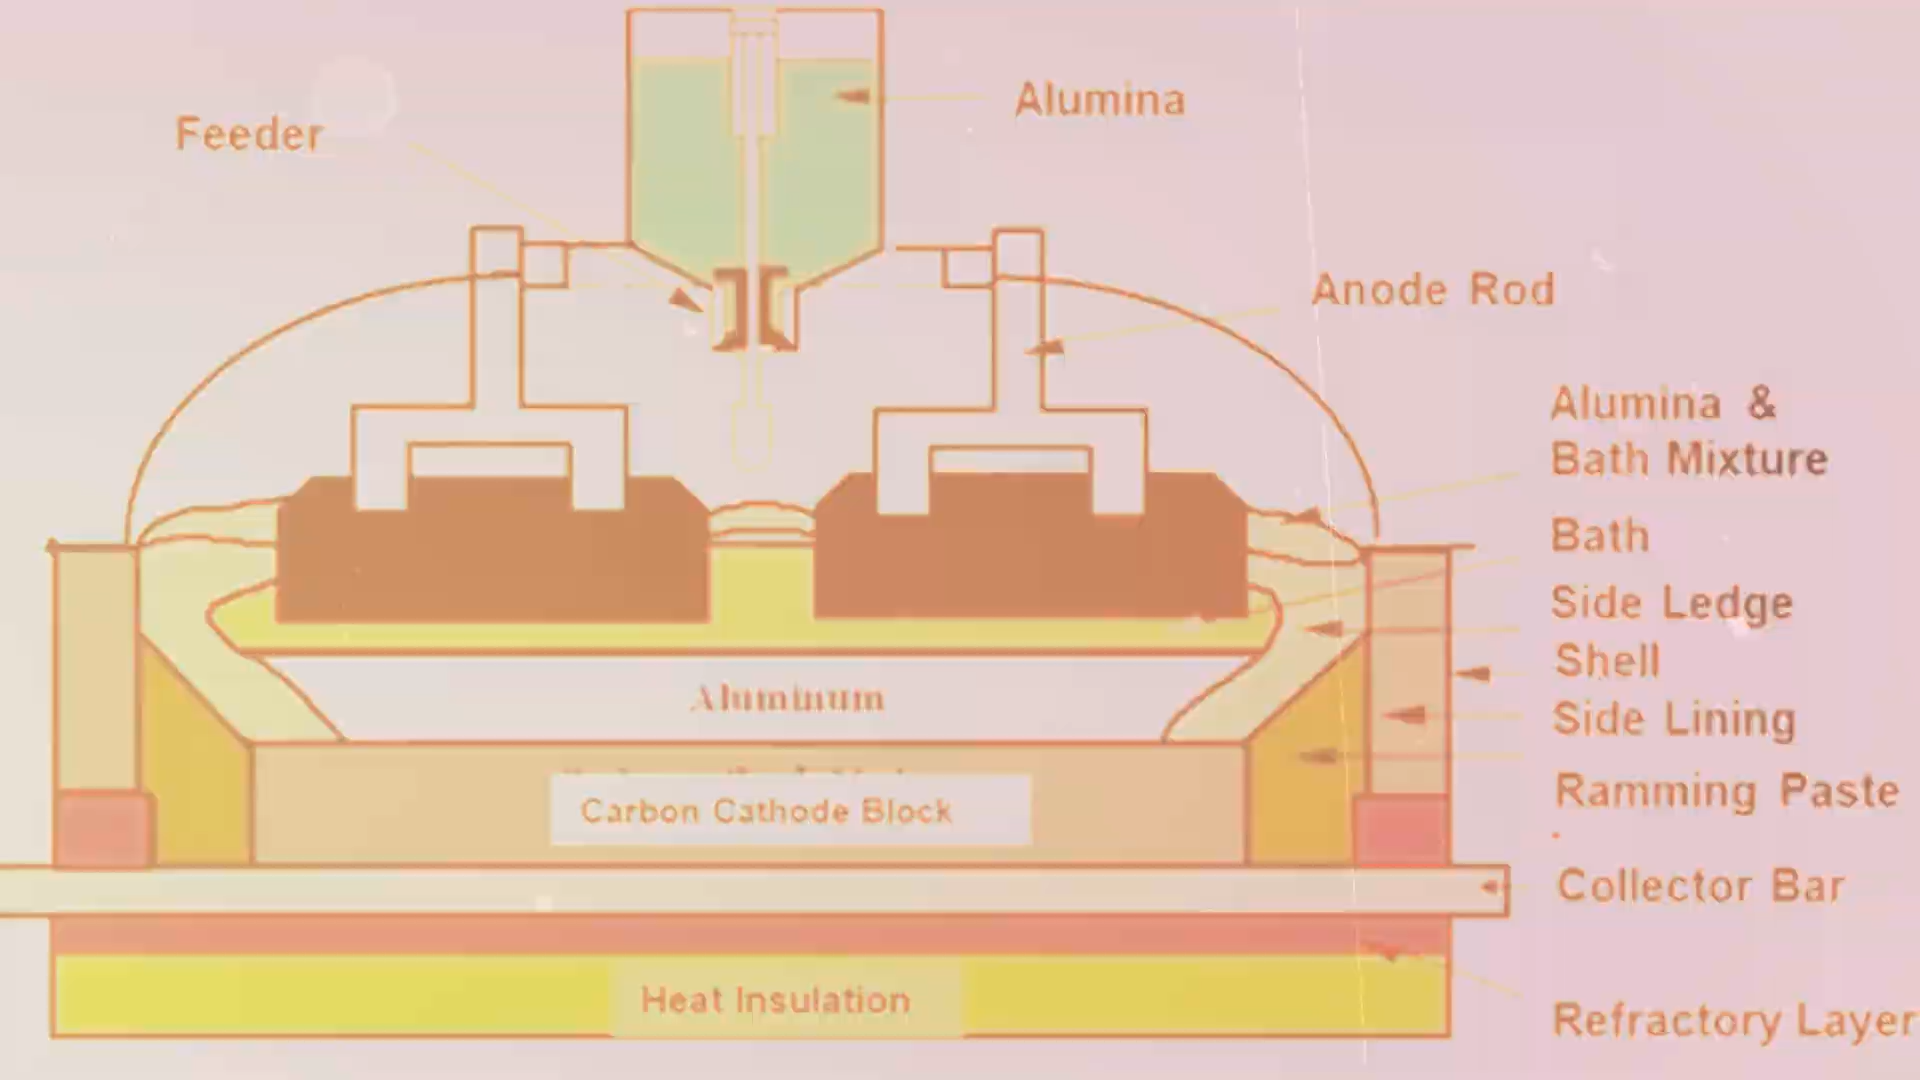 Alumina
Feeder
Anode Rod
Alumina &
Bath Mixture
Bath
Side Ledge
Shell
Aluminum
Side Lining
Ramming Paste
Carbon Cathode Block
Collector Bar
Heat Insulation
Refractory Layer